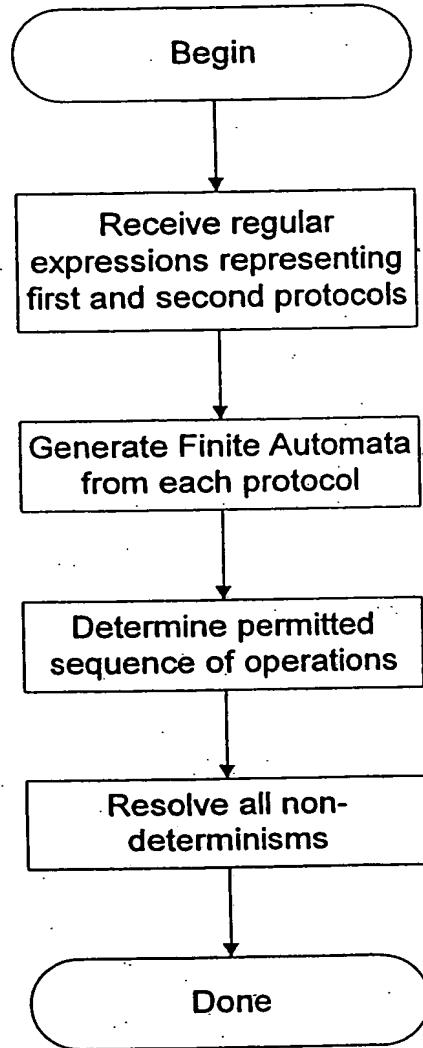 Begin
Receive regular
expressions representing
first and second protocols
Generate Finite Automata
from each protocol
Determine permitted
sequence of operations
Resolve all non-
determinisms
Done